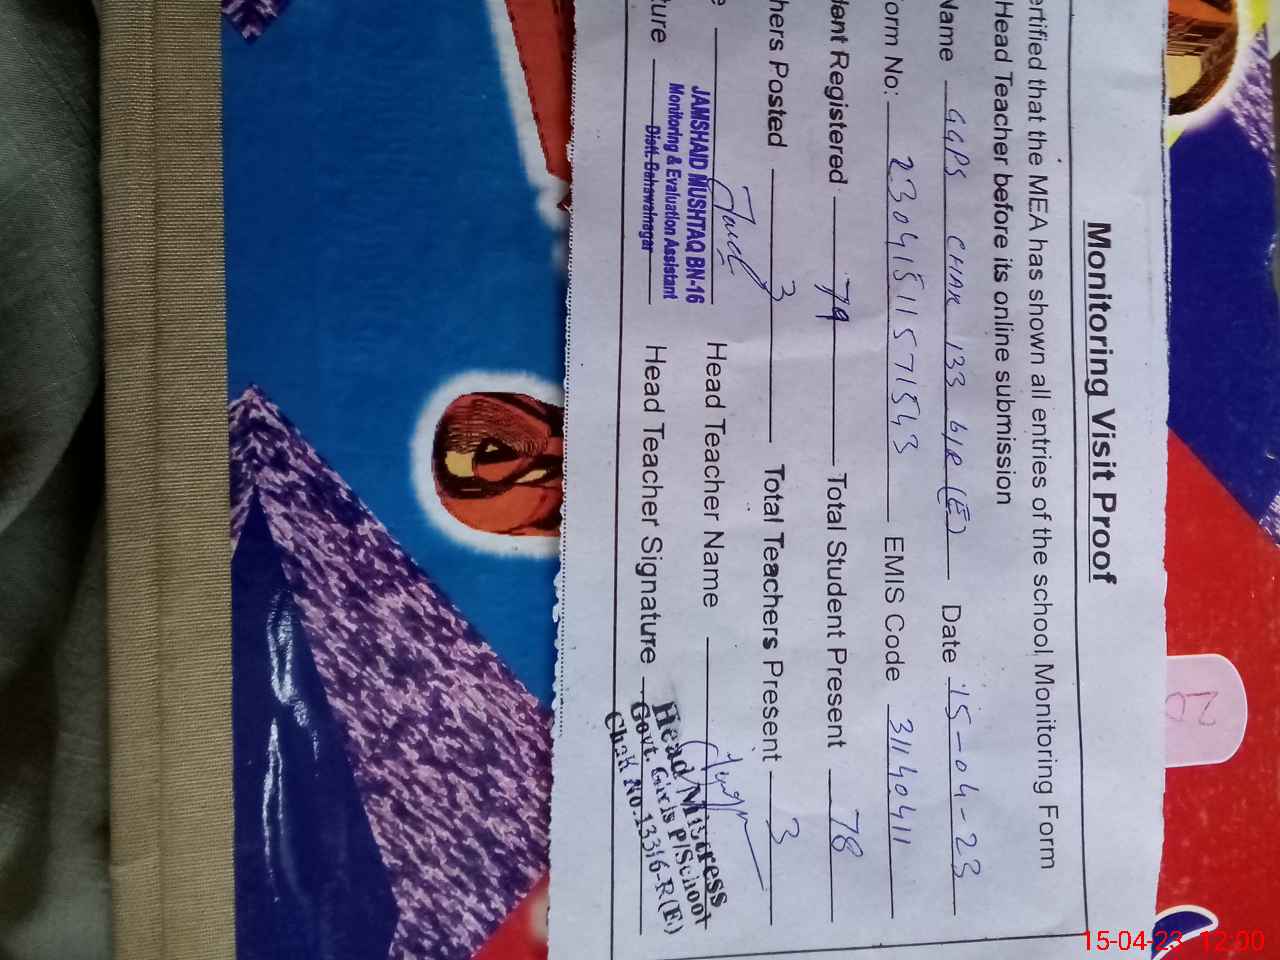 Monitoring Visit Proof
ertified that the MEA has shown all entries of the school Monitoring Form
Head Teacher before its online submission
Name GGPS CHAK 133 6/R (E) Date 15-04-23
orm No: 23041511571543 EMIS Code 31140411
dent Registered 79 Total Student Present 78
hers Posted 3 Total Teachers Present 3
e JAMSHAID MUSHTAQ BN-16 Head Teacher Name
Monitoring & Evaluation Assistant
ture Distt. Bahawalnagar Head Teacher Signature
Head Mistress
Govt. Girls P/School
Chak No.133/6-R(E)
15-04-23 12:00